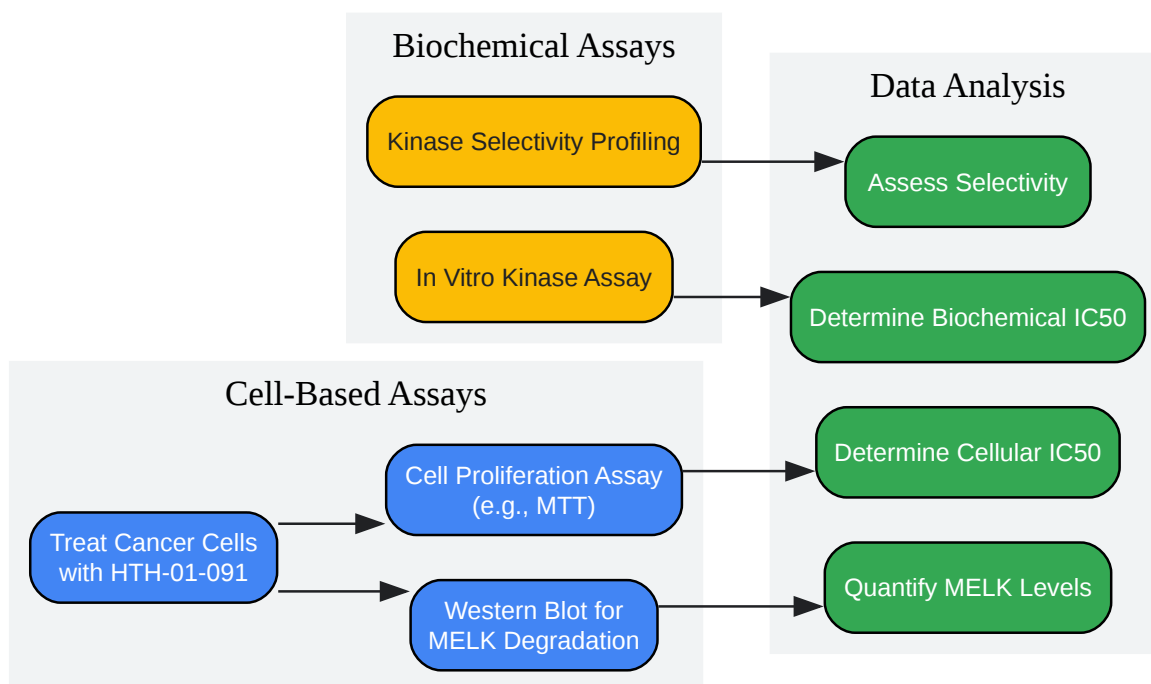 Biochemical Assays
Kinase Selectivity Profiling
In Vitro Kinase Assay
Data Analysis
Assess Selectivity
Determine Biochemical IC50
Determine Cellular IC50
Quantify MELK Levels
Cell-Based Assays
Treat Cancer Cells
with HTH-01-091
Cell Proliferation Assay
(e.g., MTT)
Western Blot for
MELK Degradation